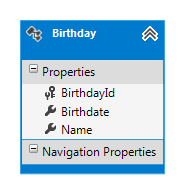 Birthday
Properties
BirthdayId
Birthdate
Name
Navigation Properties